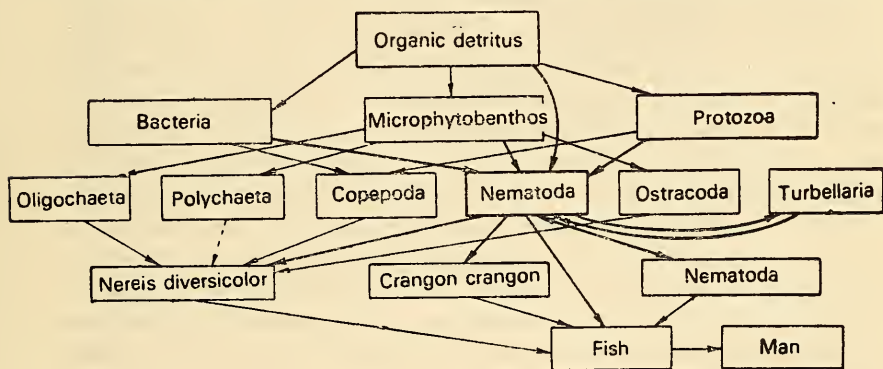 Organic detritus
Bacteria
Microphytobenthos
Protozoa
Oligochaeta
Polychaeta
Copepoda
Nematoda
Ostracoda
Turbellaria
Nereis diversicolor
Crangon crangon
Nematoda
Fish
Man